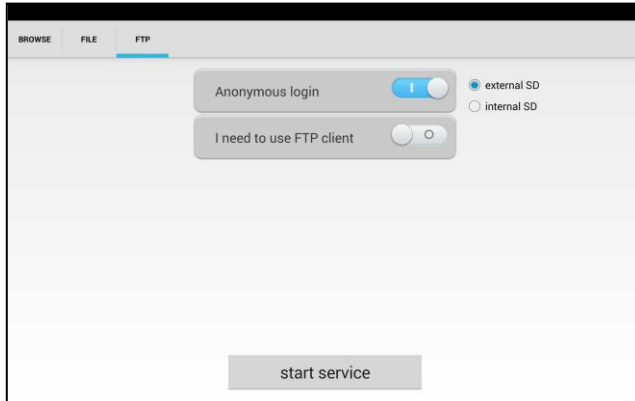 BROWSE FILE FTP
Anonymous login
external SD
internal SD
I need to use FTP client
start service